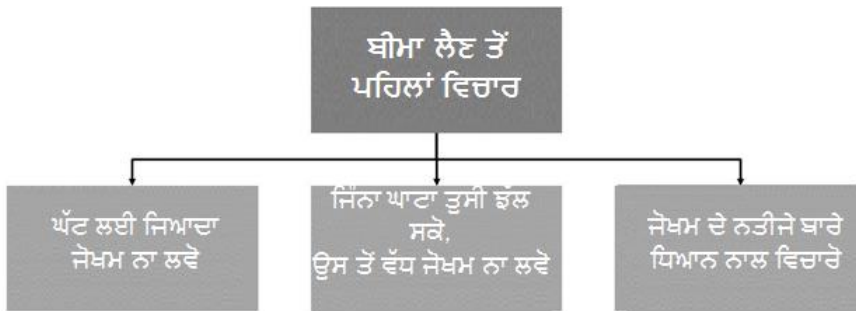 ਬੀਮਾ ਲੈਣ ਤੋਂ
ਪਹਿਲਾਂ ਵਿਚਾਰ
ਘੱਟ ਲਈ ਜਿਆਦਾ
ਜੋਖਮ ਨਾ ਲਵੋ
ਜਿੰਨਾ ਘਾਟਾ ਤੁਸੀ ਝੱਲ
ਸਕੋ,
ਉਸ ਤੋਂ ਵੱਧ ਜੋਖਮ ਨਾ ਲਵੋ
ਜੋਖਮ ਦੇ ਨਤੀਜੇ ਬਾਰੇ
ਧਿਆਨ ਨਾਲ ਵਿਚਾਰੋ